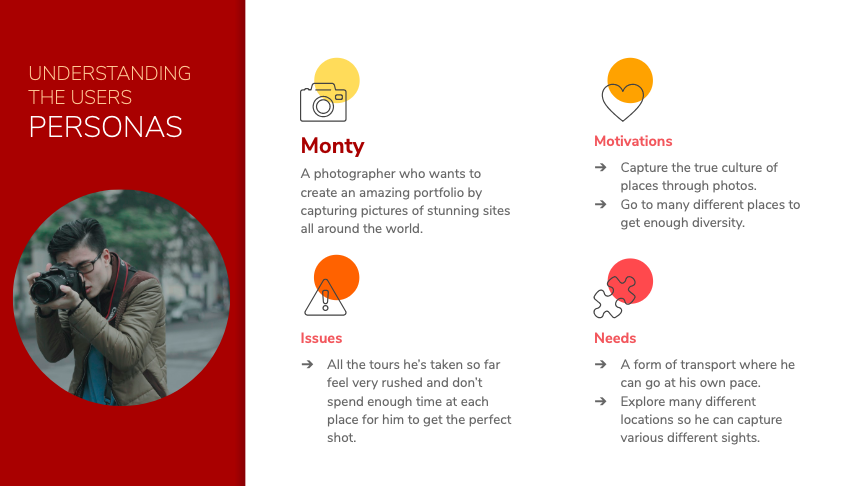 UNDERSTANDING
THE USERS
PERSONAS
Monty
A photographer who wants to
create an amazing portfolio by
capturing pictures of stunning sites
all around the world.
Motivations
➔ Capture the true culture of
places through photos.
➔ Go to many different places to
get enough diversity.
Issues
➔ All the tours he’s taken so far
feel very rushed and don’t
spend enough time at each
place for him to get the perfect
shot.
Needs
➔ A form of transport where he
can go at his own pace.
➔ Explore many different
locations so he can capture
various different sights.